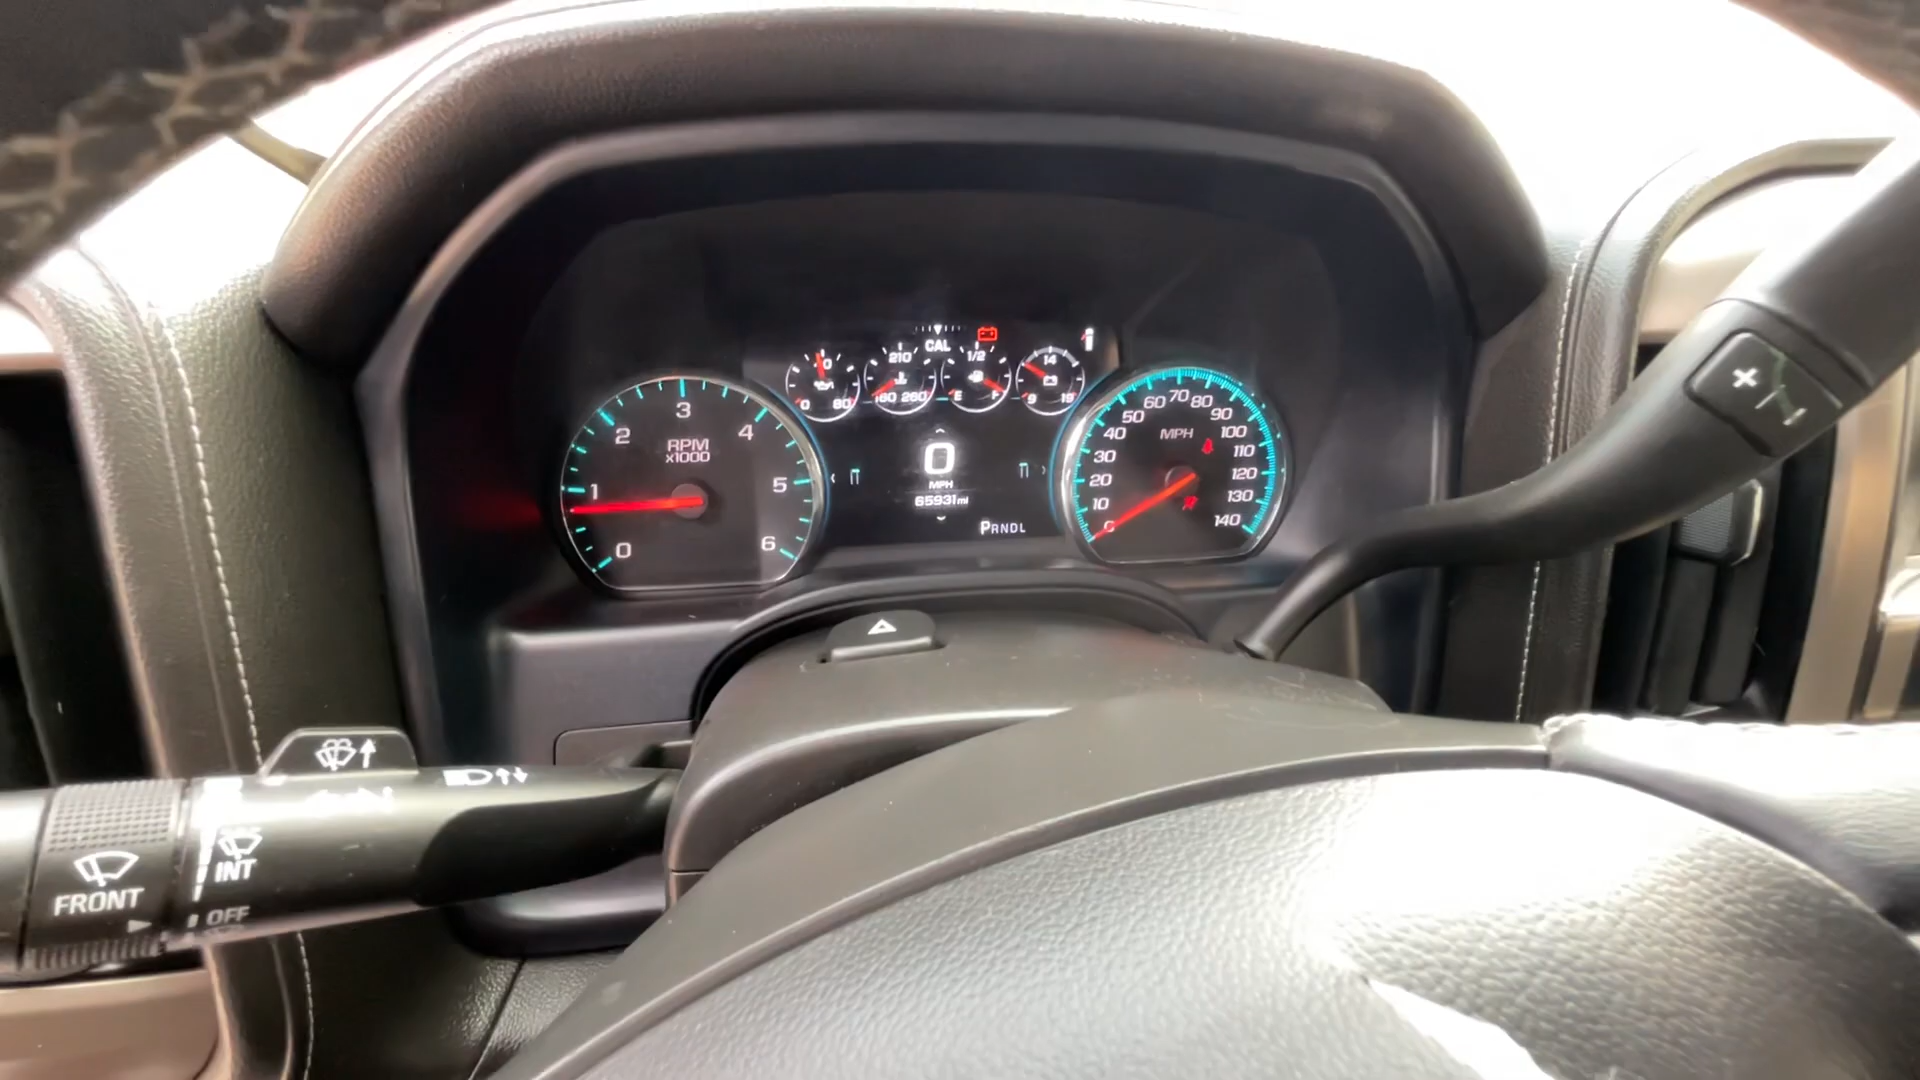 CAL
0 40 80
160 210 260
E 1/2 F
9 14 19
0 1 2 3 4 5 6
RPM
x1000
0
MPH
65931mi
PRNDL
0 10 20 30 40 50 60 70 80 90 100 110 120 130 140
MPH
FRONT
INT
OFF